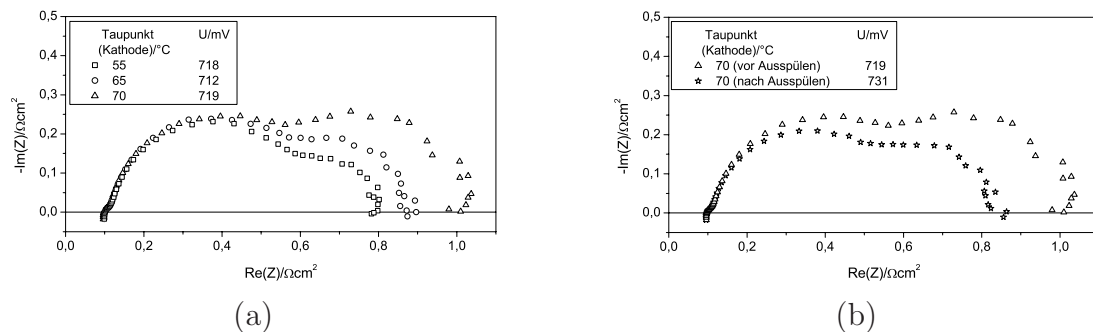 0,5
0,4
0,3
0,2
0,1
0,0
-Im(Z)/Ωcm²
Taupunkt U/mV
(Kathode)/°C
55 718
65 712
70 719
0,0 0,2 0,4 0,6 0,8 1,0
Re(Z)/Ωcm²
(a)
0,5
0,4
0,3
0,2
0,1
0,0
-Im(Z)/Ωcm²
Taupunkt U/mV
(Kathode)/°C
70 (vor Ausspülen) 719
70 (nach Ausspülen) 731
0,0 0,2 0,4 0,6 0,8 1,0
Re(Z)/Ωcm²
(b)